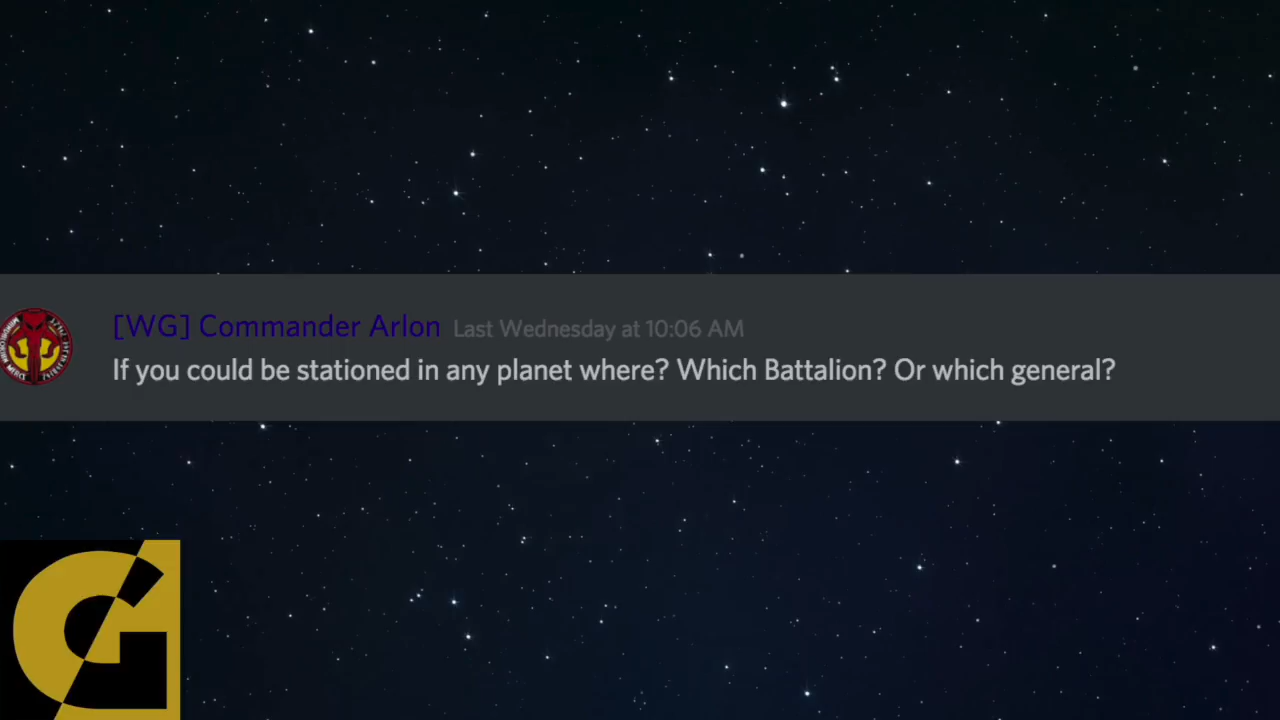 [WG] Commander Arlon Last Wednesday at 10:06 AM
If you could be stationed in any planet where? Which Battalion? Or which general?
G